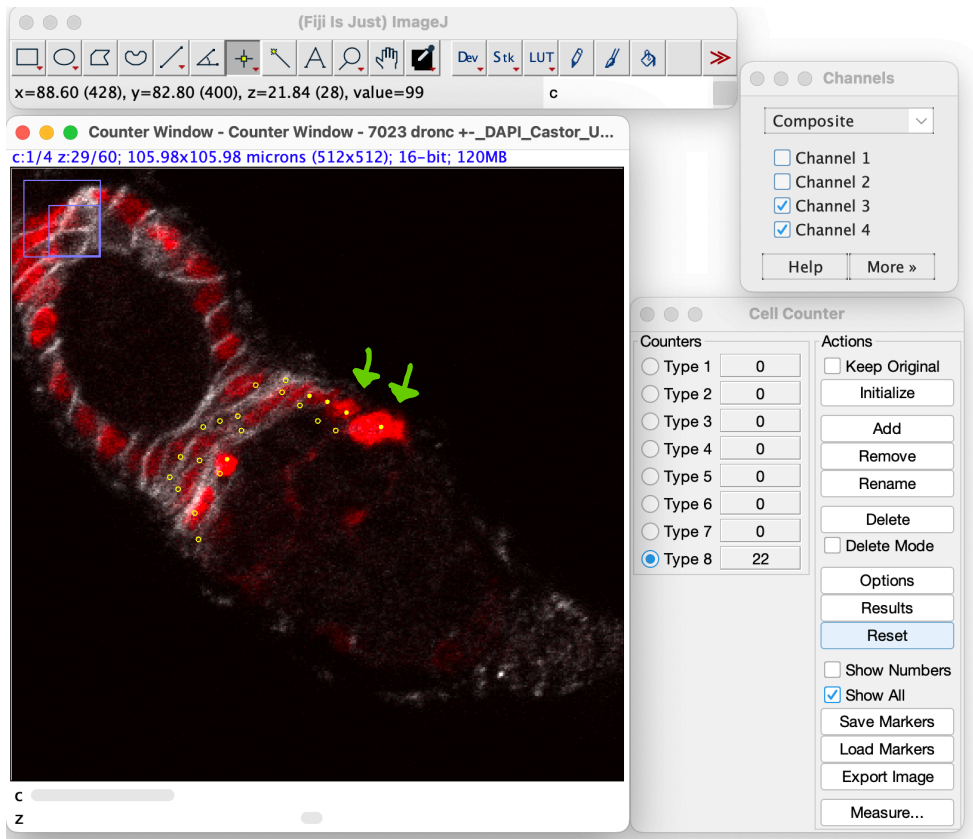 (Fiji Is Just) ImageJ
Dev Stk LUT
x=88.60 (428), y=82.80 (400), z=21.84 (28), value=99
c
Channels
Composite
Channel 1
Channel 2
Channel 3
Channel 4
Help
More »
Counter Window - Counter Window - 7023 dronc +-_DAPI_Castor_U...
c:1/4 z:29/60; 105.98x105.98 microns (512x512); 16-bit; 120MB
c
z
Cell Counter
Counters
Type 1 0
Type 2 0
Type 3 0
Type 4 0
Type 5 0
Type 6 0
Type 7 0
Type 8 22
Actions
Keep Original
Initialize
Add
Remove
Rename
Delete
Delete Mode
Options
Results
Reset
Show Numbers
Show All
Save Markers
Load Markers
Export Image
Measure...